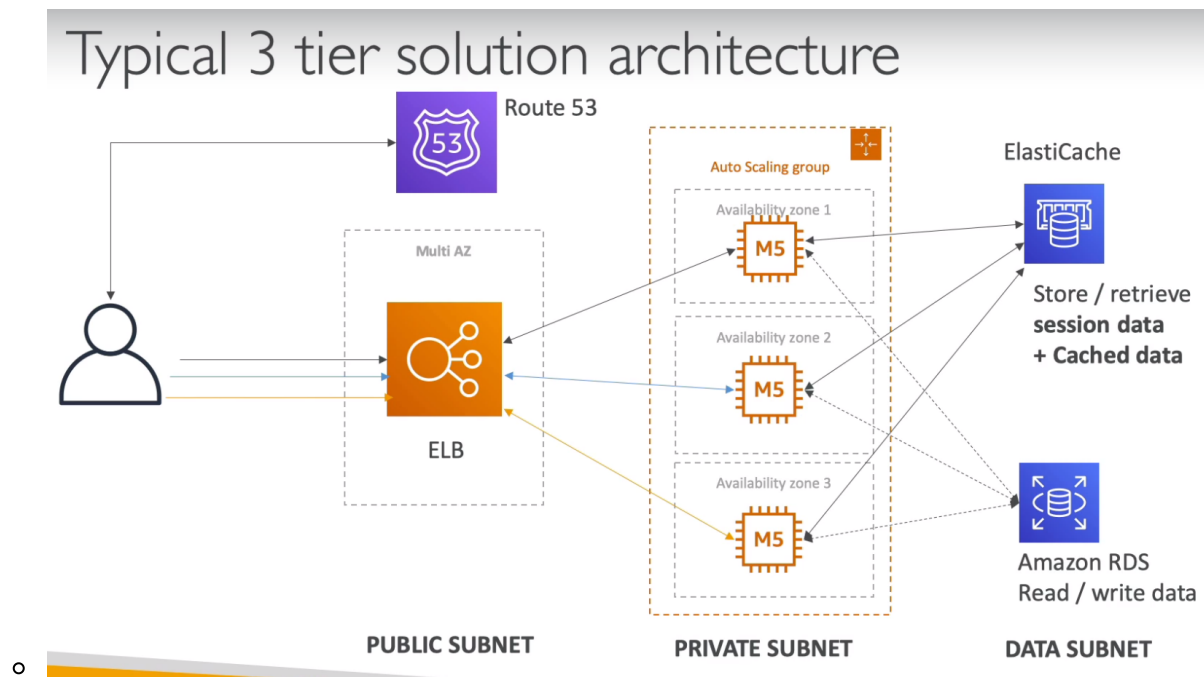 Typical 3 tier solution architecture
Route 53
53
Auto Scaling group
ElastiCache
Availability zone 1
M5
Multi AZ
Store / retrieve
session data
+ Cached data
Availability zone 2
M5
ELB
Availability zone 3
M5
Amazon RDS
Read / write data
PUBLIC SUBNET
PRIVATE SUBNET
DATA SUBNET